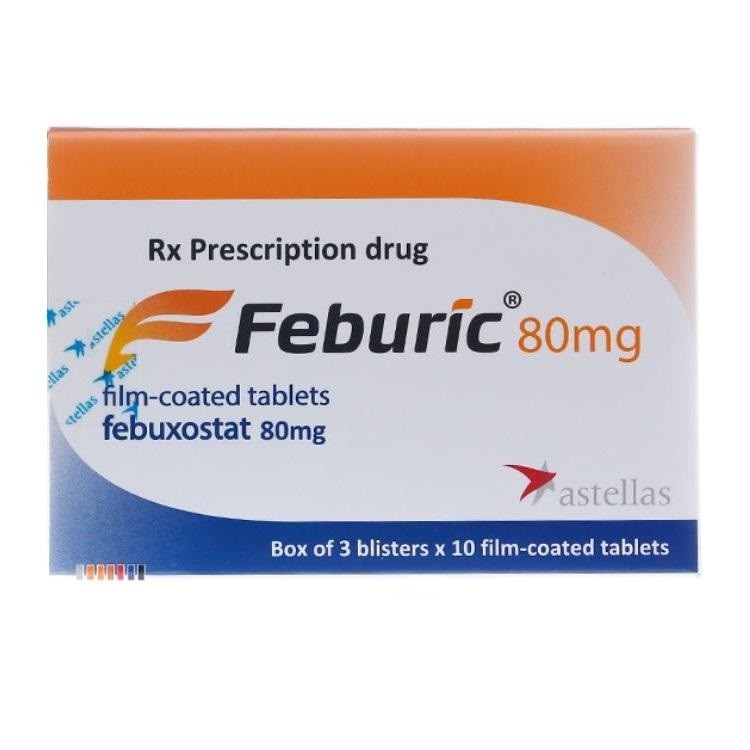 Rx Prescription drug
Feburic® 80mg
film-coated tablets
febuxostat 80mg
astellas
Box of 3 blisters x 10 film-coated tablets
astellas